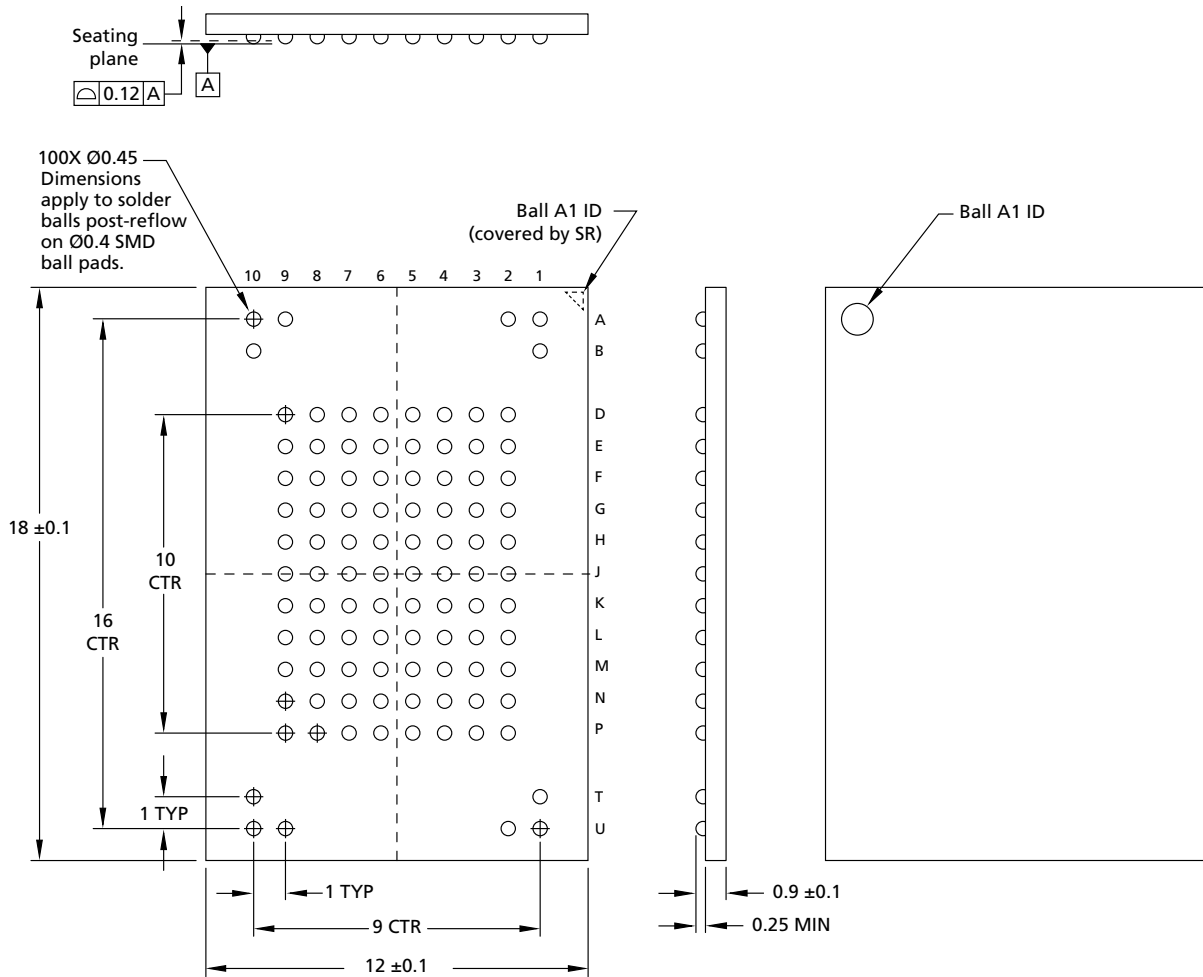 Seating
plane
0.12 A
A
100X Ø0.45
Dimensions
apply to solder
balls post-reflow
on Ø0.4 SMD
ball pads.
Ball A1 ID
(covered by SR)
Ball A1 ID
10 9 8 7 6 5 4 3 2 1
A
B
D
E
F
G
H
J
K
L
M
N
P
T
U
18 ±0.1
16
CTR
10
CTR
1 TYP
1 TYP
9 CTR
12 ±0.1
0.9 ±0.1
0.25 MIN